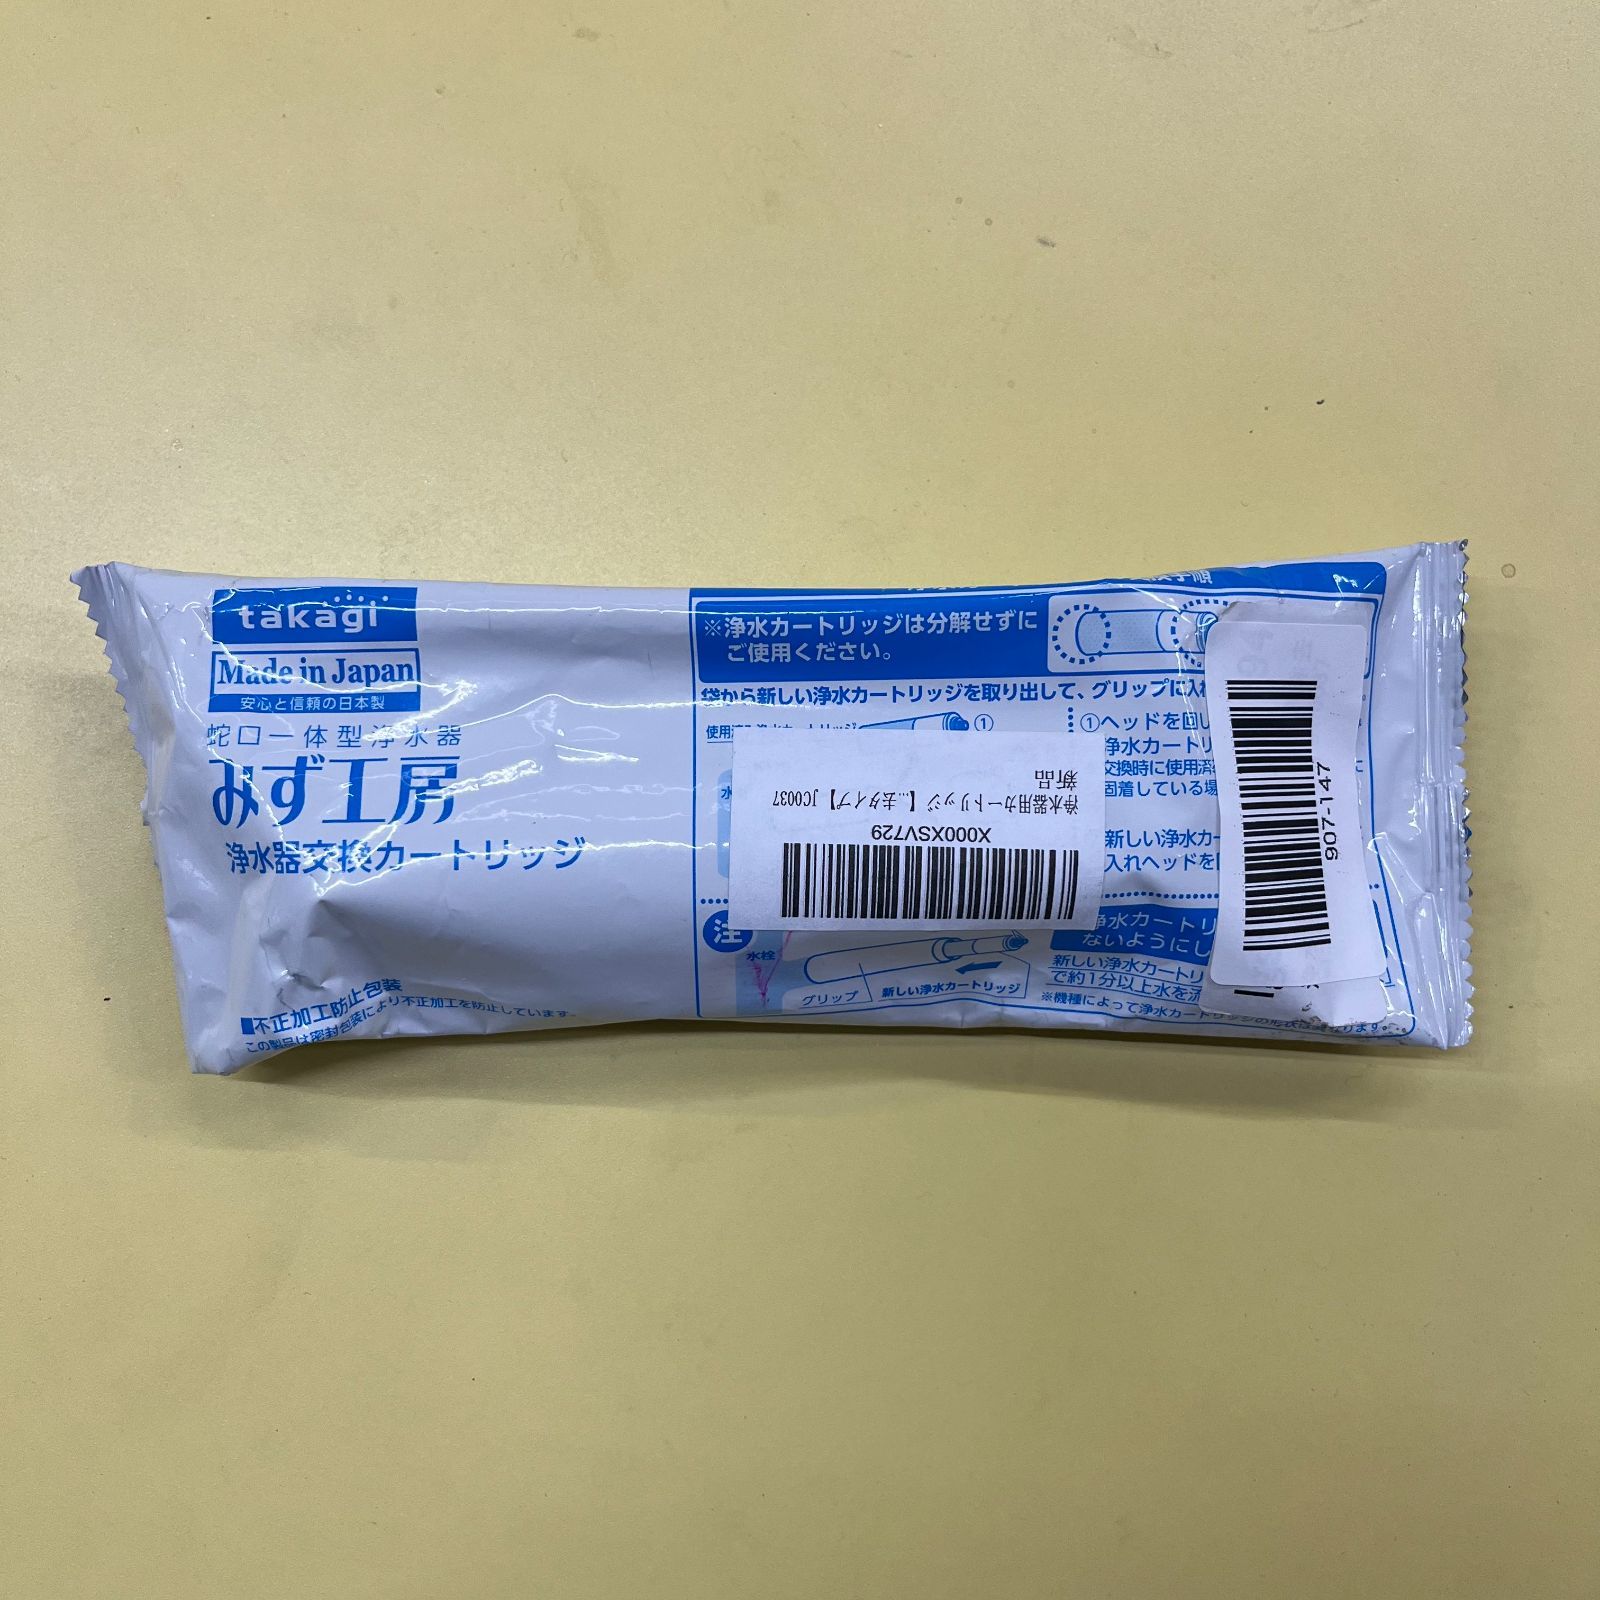 takagi
Made in Japan
安心と信頼の日本製
蛇口一体型浄水器
みず工房
浄水器交換カートリッジ
■不正加工防止包装
この製品は密封包装により不正加工を防止しています。
※浄水カートリッジは分解せずに
ご使用ください。
袋から新しい浄水カートリッジを取り出して、グリップに入れ
①
①ヘッドを回し
浄水カートリ
交換時に使用済
固着している場
新しい浄水カー
入れヘッドを
X000XSV729
浄水器用カートリッジ 【...去タイプ】 JC0037
新品
907-147
注
水栓
グリップ
新しい浄水カートリッジ
浄水カートリ
ないようにし
新しい浄水カートリ
で約1分以上水を流
※機種によって浄水カートリッジの形状は異なります。